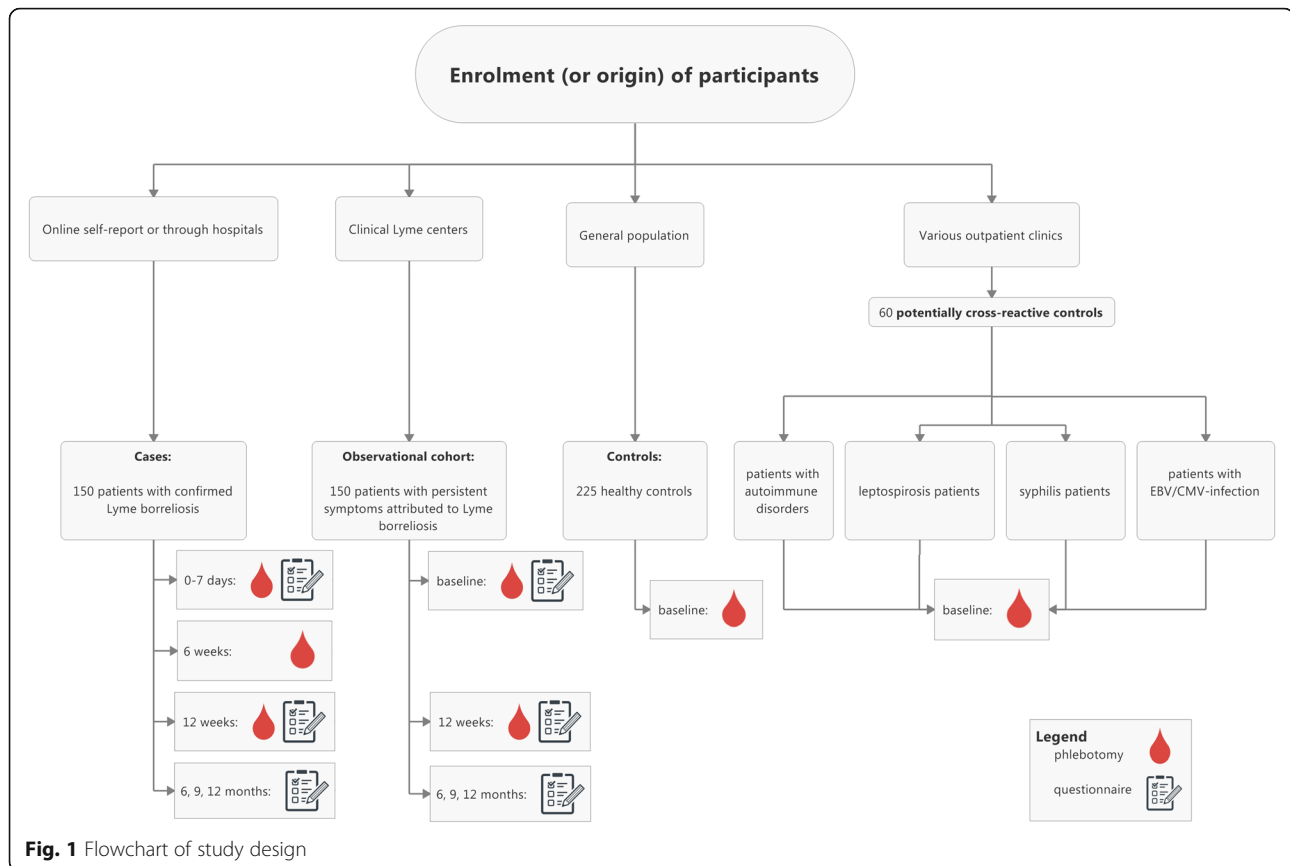 Enrolment (or origin) of participants
Online self-report or through hospitals
Clinical Lyme centers
General population
Various outpatient clinics
60 potentially cross-reactive controls
Cases:
150 patients with confirmed
Lyme borreliosis
Observational cohort:
150 patients with persistent
symptoms attributed to Lyme
borreliosis
Controls:
225 healthy controls
patients with
autoimmune
disorders
leptospirosis patients
syphilis patients
patients with
EBV/CMV-infection
0-7 days:
6 weeks:
12 weeks:
6, 9, 12 months:
baseline:
12 weeks:
6, 9, 12 months:
baseline:
baseline:
Legend
phlebotomy
questionnaire
Fig. 1 Flowchart of study design